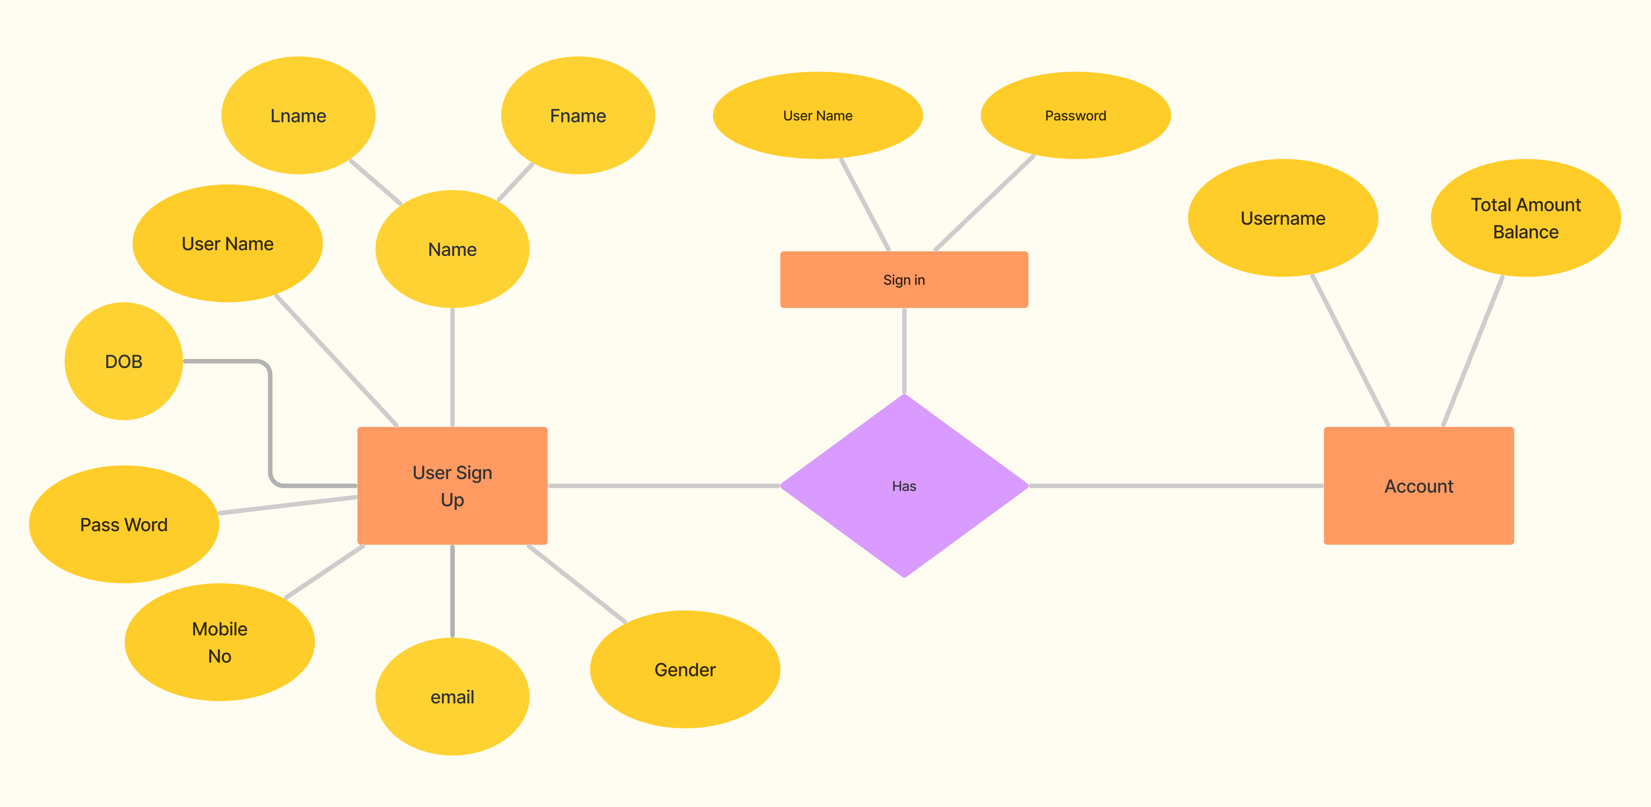 Lname
Fname
User Name
Password
User Name
Name
Username
Total Amount
Balance
Sign in
DOB
User Sign
Up
Has
Account
Pass Word
Mobile
No
email
Gender